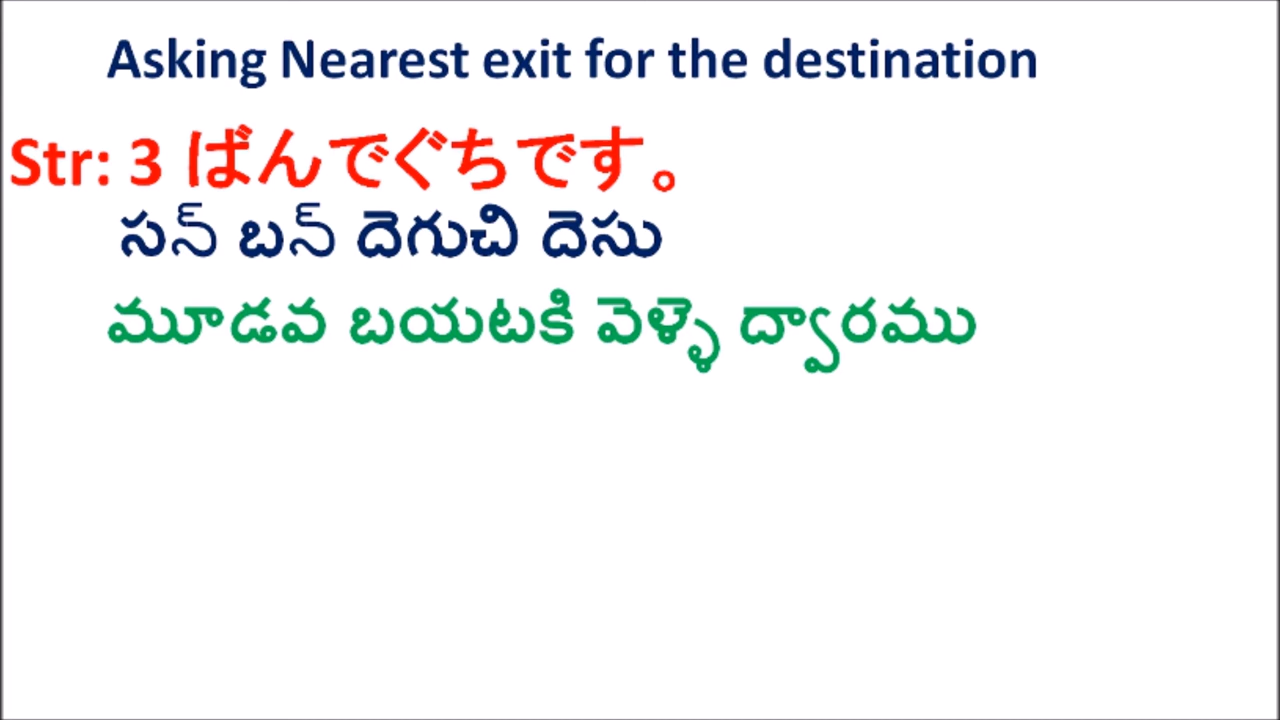 Asking Nearest exit for the destination
Str: 3 ばんでぐちです。
సన్ బన్ దెగుచి దెసు
మూడవ బయటకి వెళ్ళె ద్వారము